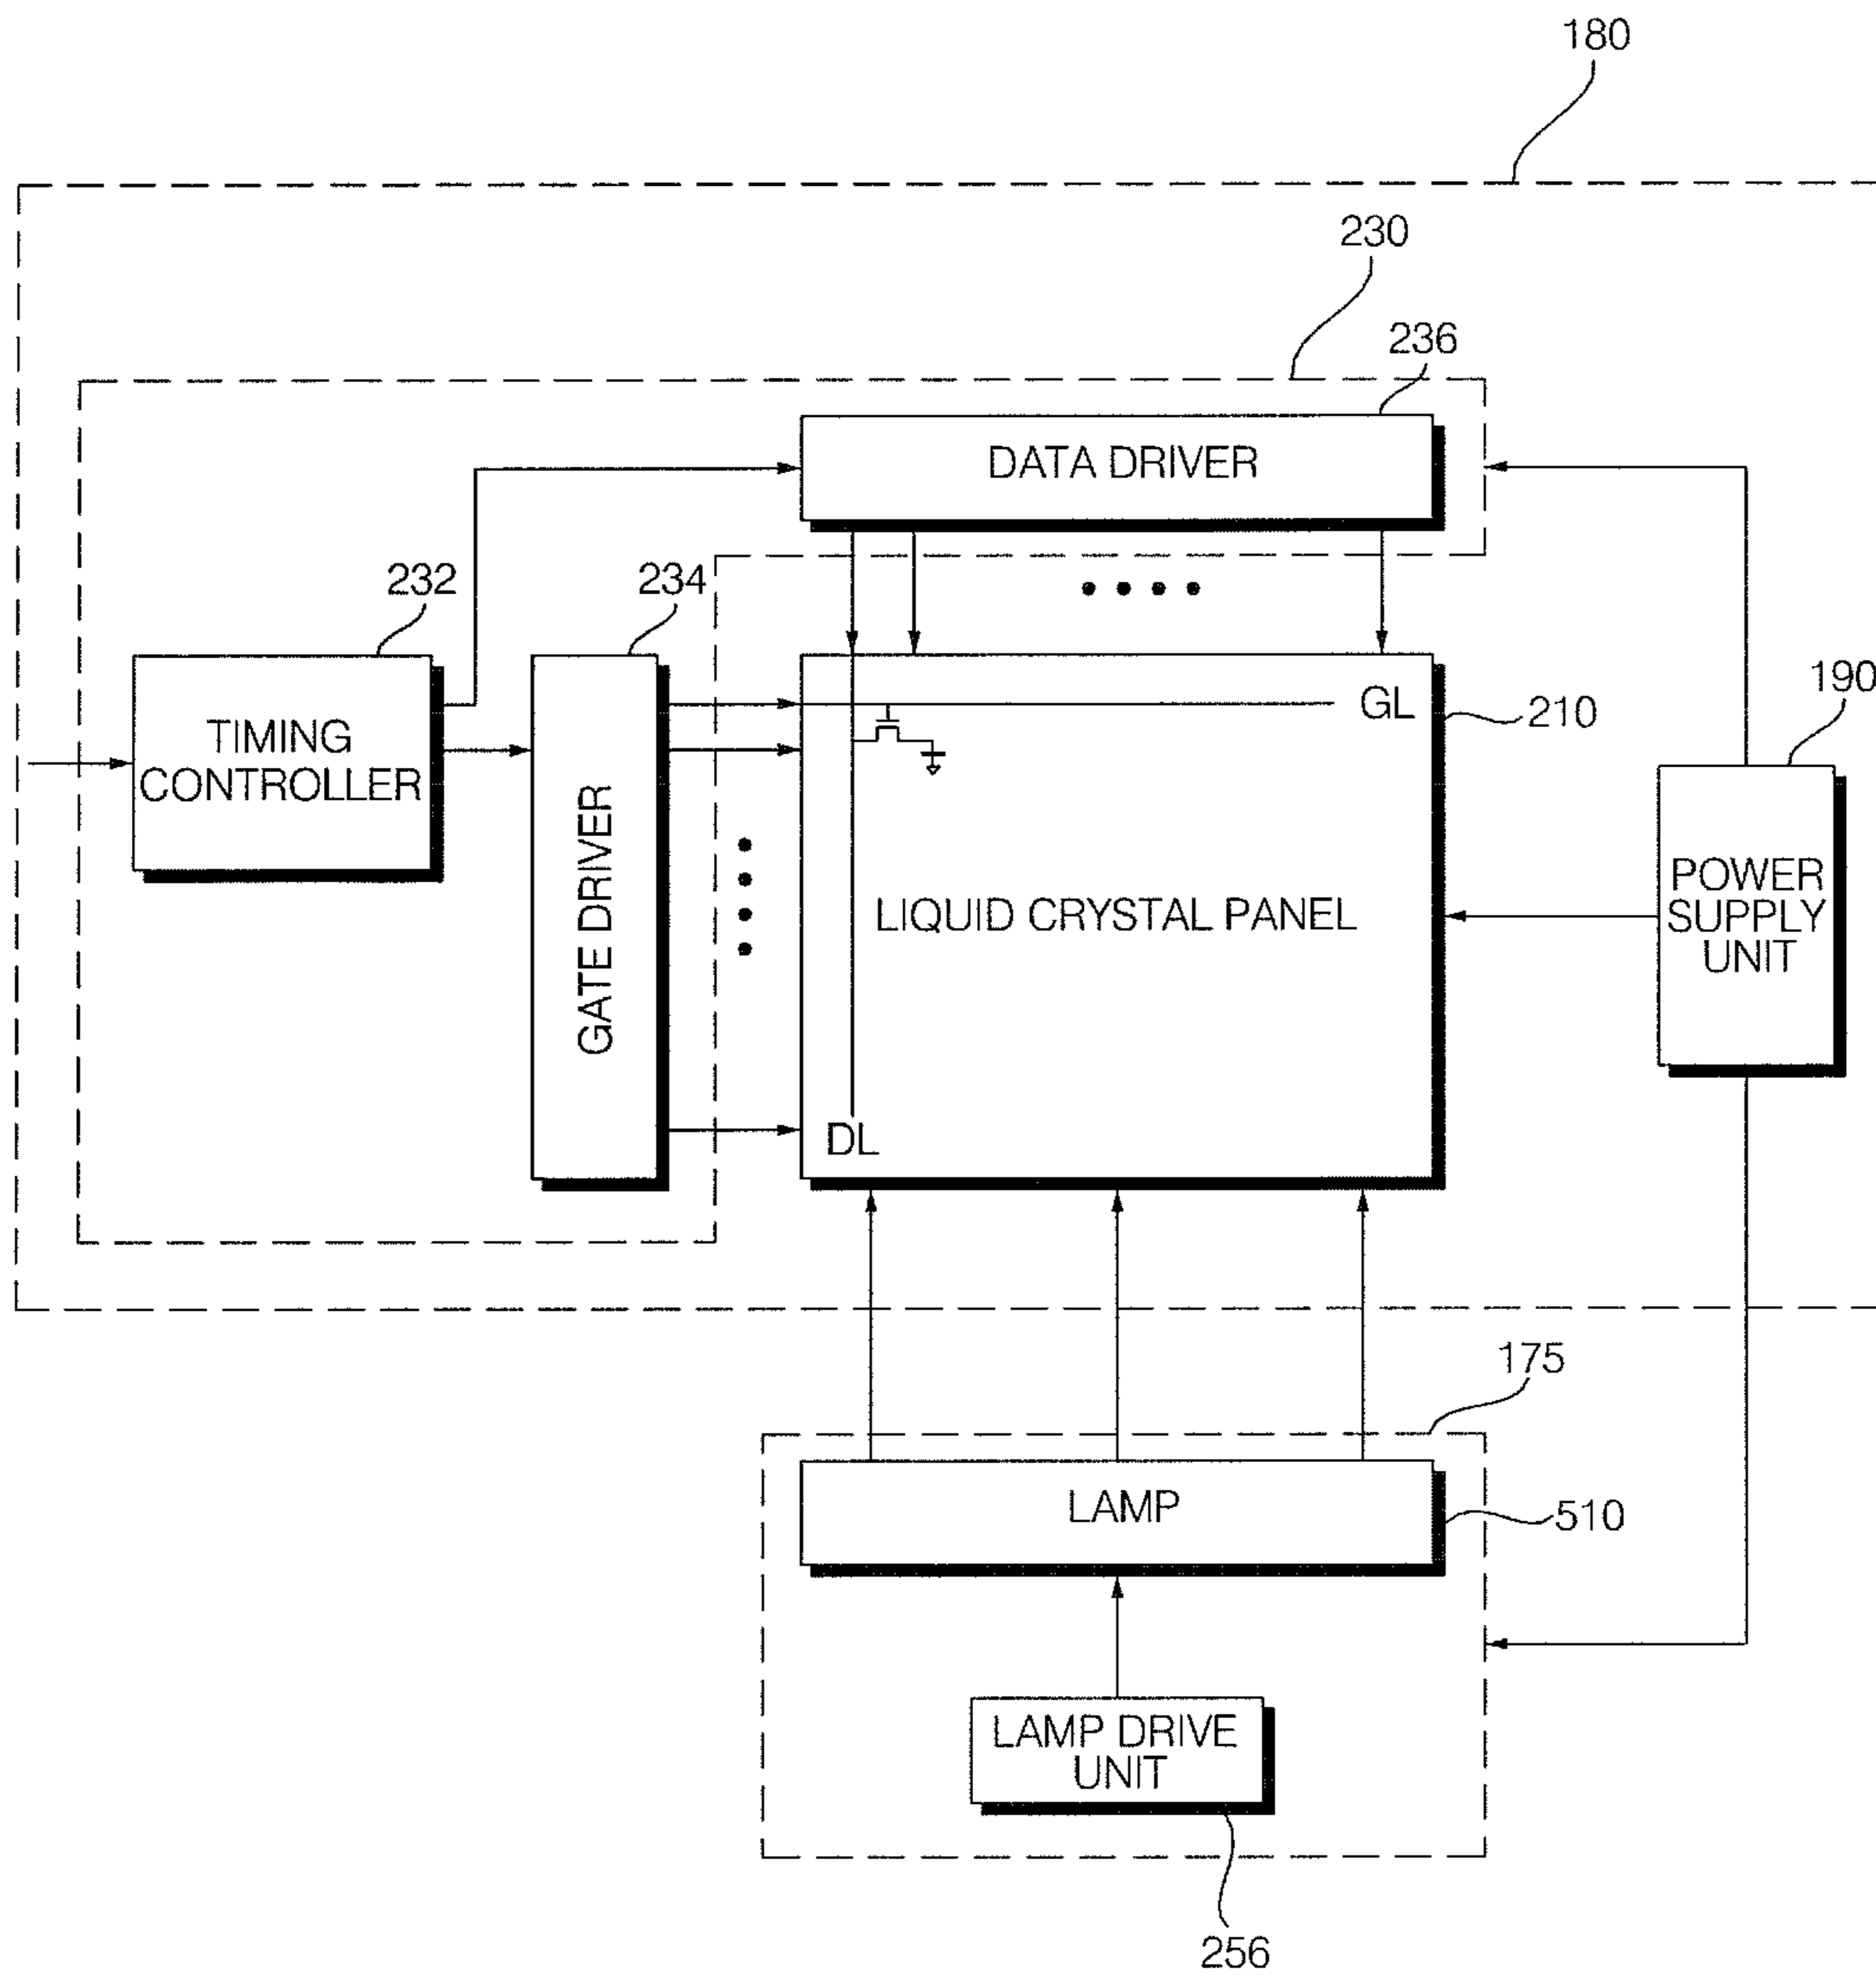 180
230
236
DATA DRIVER
232
234
190
GL
210
TIMING
CONTROLLER
GATE DRIVER
LIQUID CRYSTAL PANEL
POWER
SUPPLY
UNIT
DL
175
LAMP
510
LAMP DRIVE
UNIT
256